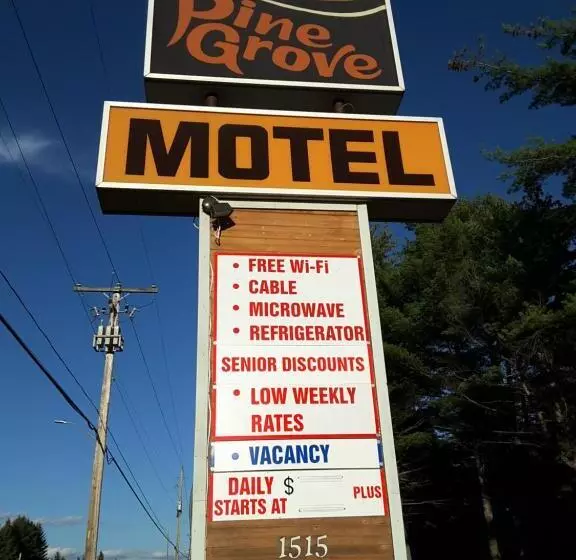 Pine
Grove
MOTEL
• FREE Wi-Fi
• CABLE
• MICROWAVE
• REFRIGERATOR
SENIOR DISCOUNTS
• LOW WEEKLY
RATES
• VACANCY
DAILY $ PLUS
STARTS AT
1515